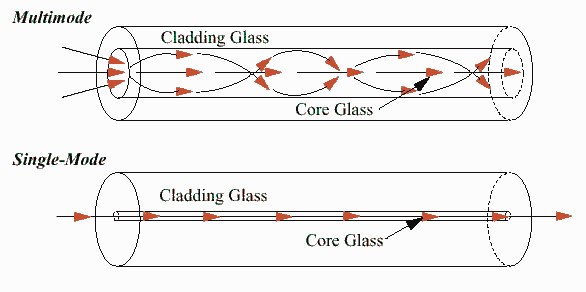 Multimode
Cladding Glass
Core Glass
Single-Mode
Cladding Glass
Core Glass